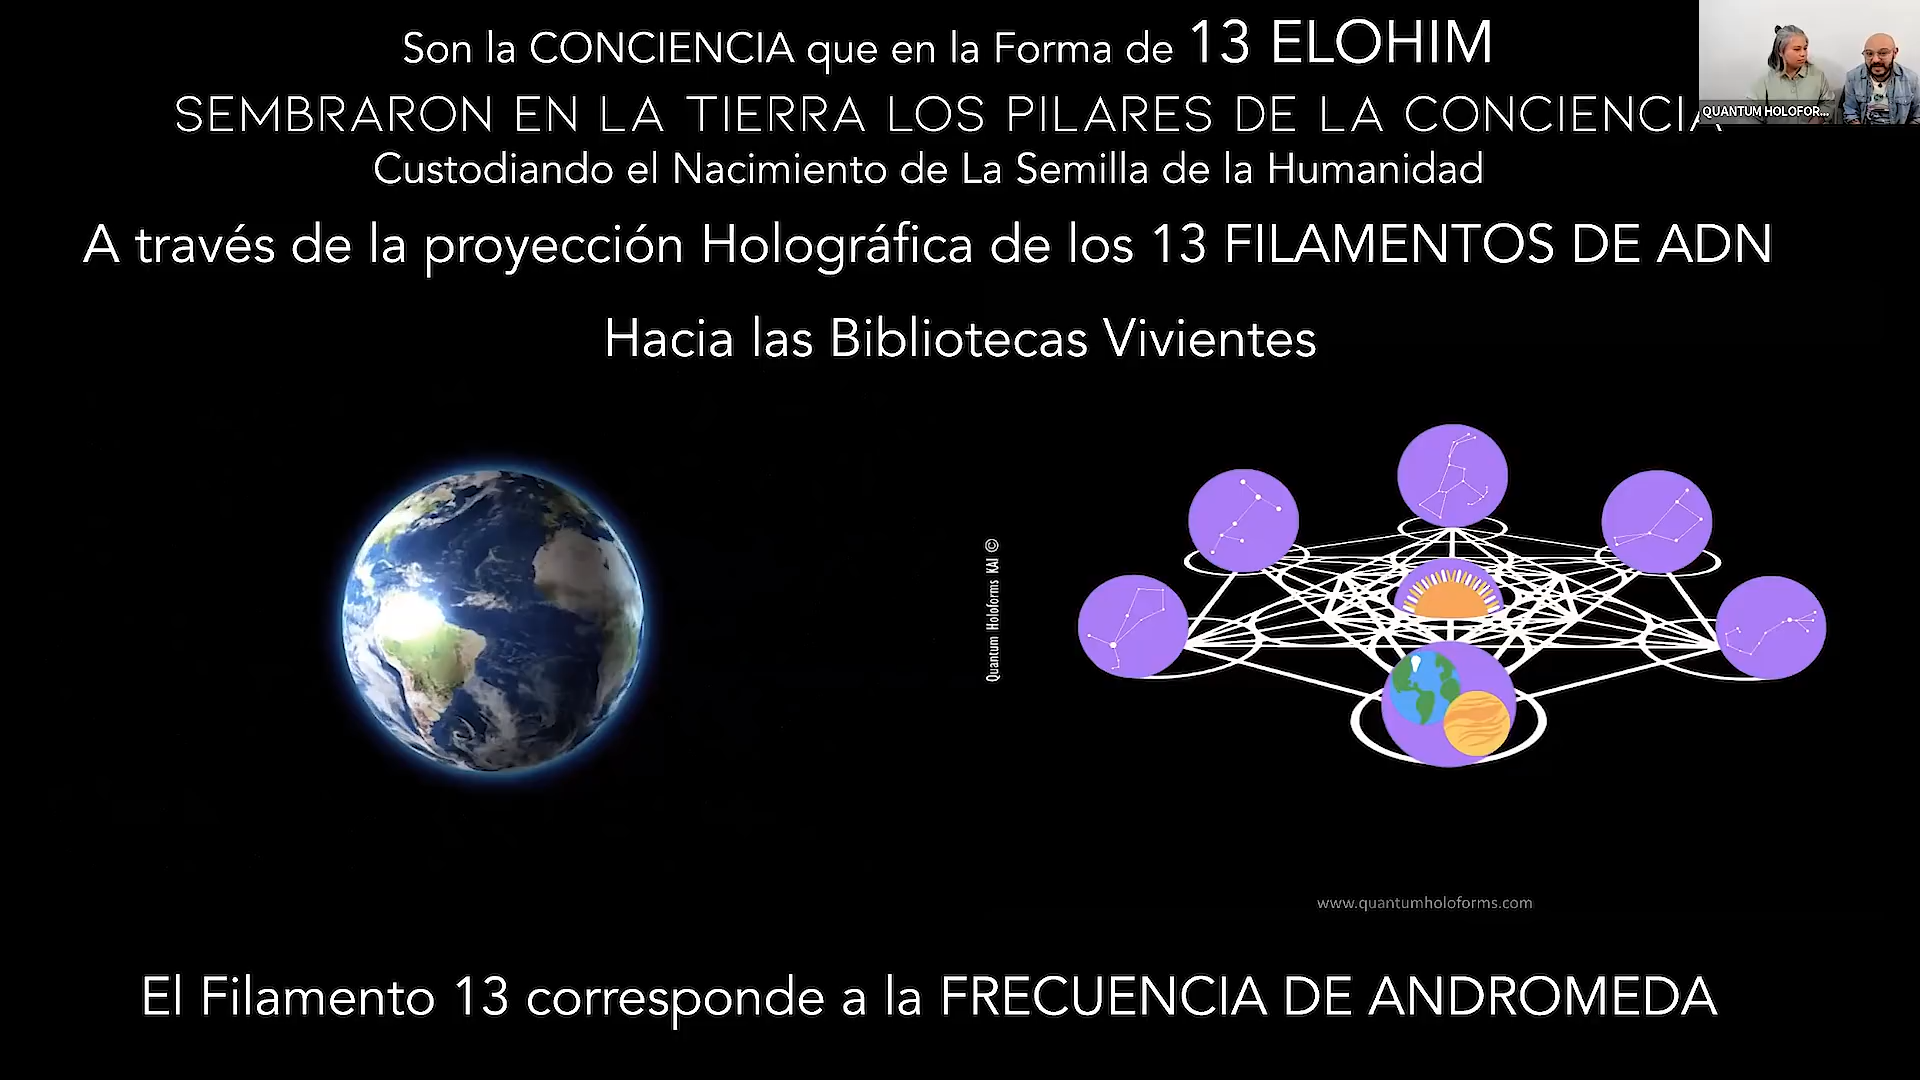 Son la CONCIENCIA que en la Forma de 13 ELOHIM
SEMBRARON EN LA TIERRA LOS PILARES DE LA CONCIENCIA
Custodiando el Nacimiento de La Semilla de la Humanidad
A través de la proyección Holográfica de los 13 FILAMENTOS DE ADN
Hacia las Bibliotecas Vivientes
QUANTUM HOLOFOR...
Quantum Holoforms KAI ©
www.quantumholoforms.com
El Filamento 13 corresponde a la FRECUENCIA DE ANDROMEDA